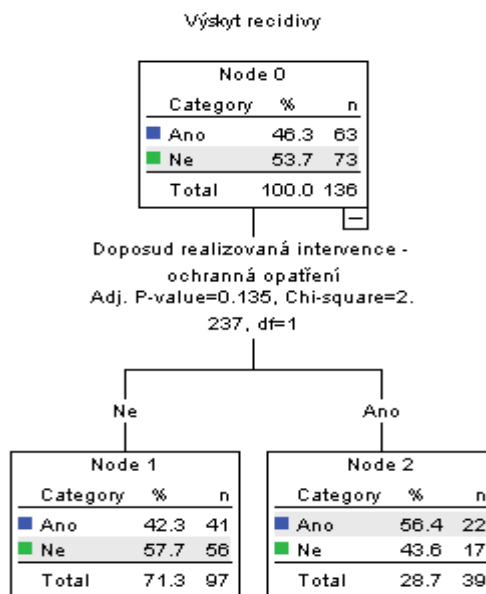 Výskyt recidivy
Node 0
Category % n
Ano 46.3 63
Ne 53.7 73
Total 100.0 136
Doposud realizovaná intervence -
ochranná opatření
Adj. P-value=0.135, Chi-square=2.
237, df=1
Ne Ano
Node 1 Node 2
Category % n Category % n
Ano 42.3 41 Ano 56.4 22
Ne 57.7 56 Ne 43.6 17
Total 71.3 97 Total 28.7 39